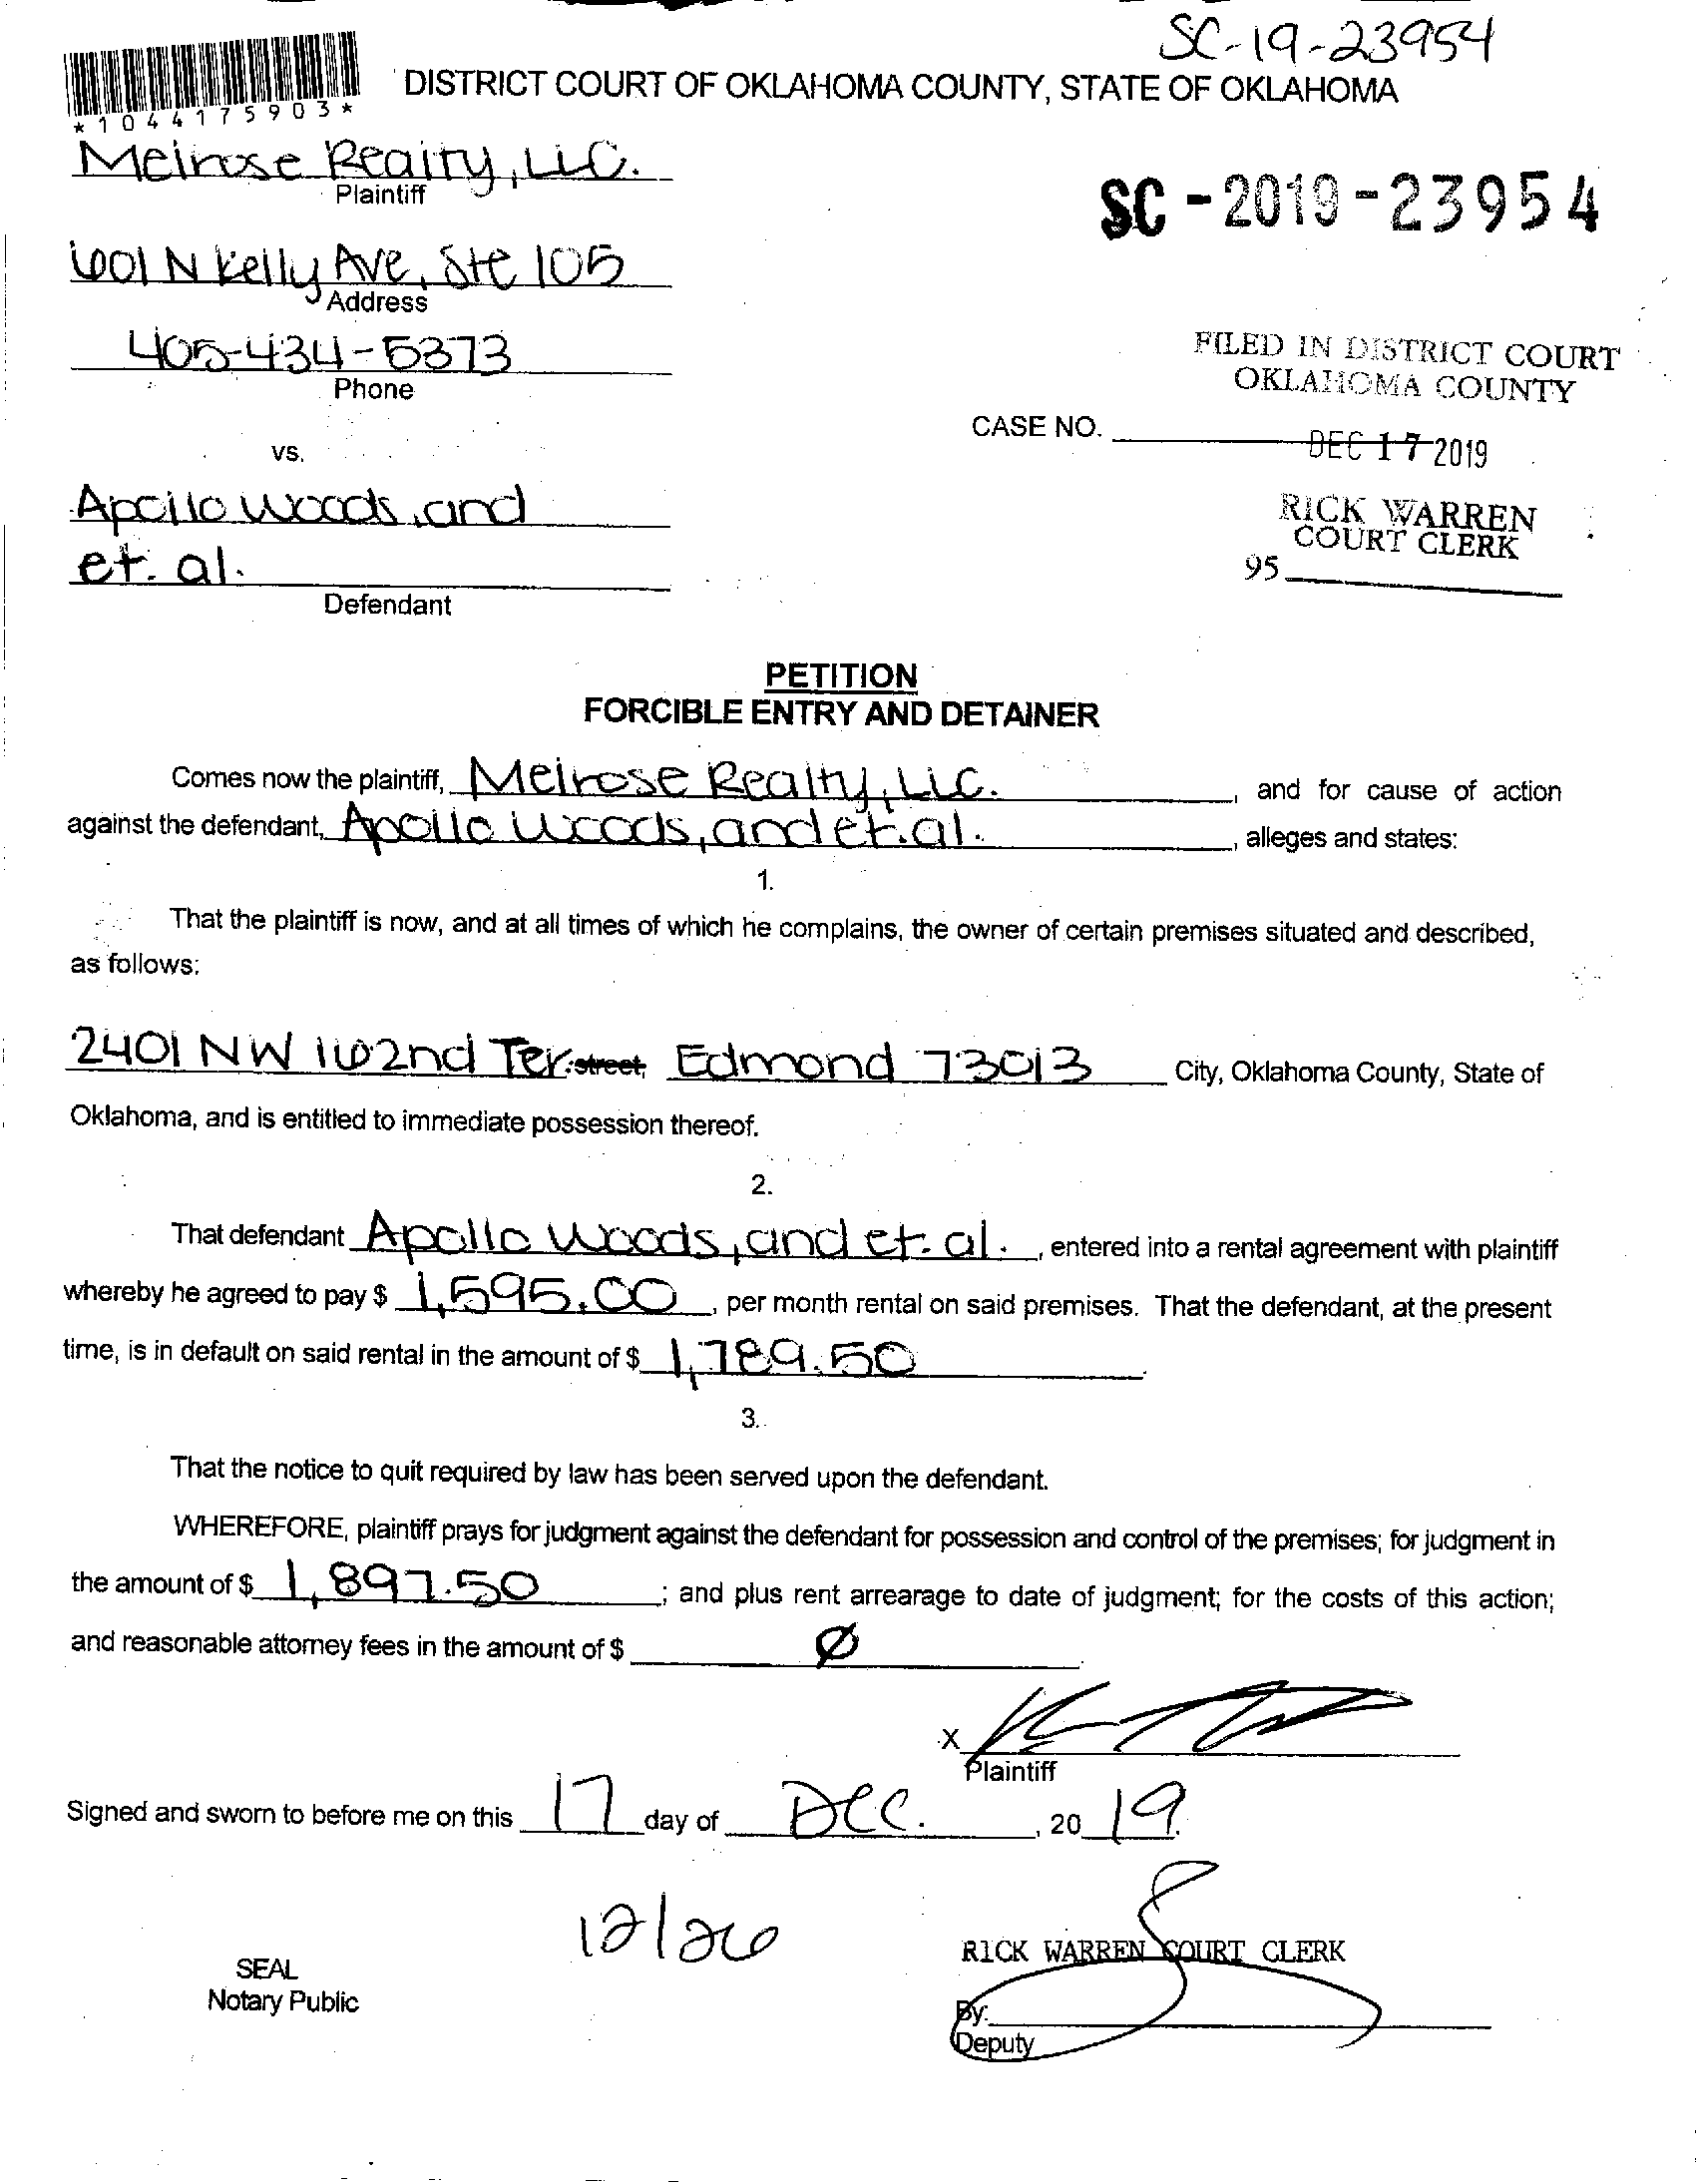 SC-19-23954
DISTRICT COURT OF OKLAHOMA COUNTY, STATE OF OKLAHOMA
*1044175903*
Melrose Realty, LLC.
Plaintiff
SC-2019-23954
601 N Kelly Ave, Ste 105
Address
405-434-5373
Phone
FILED IN DISTRICT COURT
OKLAHOMA COUNTY
CASE NO.
DEC 17 2019
vs.
Apollo Woods, and
et. al.
Defendant
RICK WARREN
COURT CLERK
95
PETITION
FORCIBLE ENTRY AND DETAINER
Comes now the plaintiff, Melrose Realty, LLC., and for cause of action
against the defendant, Apollo Woods, and et. al., alleges and states:
1.
That the plaintiff is now, and at all times of which he complains, the owner of certain premises situated and described,
as follows:
2401 NW 162nd Ter. street, Edmond 73013 City, Oklahoma County, State of
Oklahoma, and is entitled to immediate possession thereof.
2.
That defendant Apollo Woods, and et. al., entered into a rental agreement with plaintiff
whereby he agreed to pay $ 1,595.00, per month rental on said premises. That the defendant, at the present
time, is in default on said rental in the amount of $ 1,789.50.
3.
That the notice to quit required by law has been served upon the defendant.
WHEREFORE, plaintiff prays for judgment against the defendant for possession and control of the premises; for judgment in
the amount of $ 1,897.50; and plus rent arrearage to date of judgment; for the costs of this action;
and reasonable attorney fees in the amount of $ Ø.
X
Plaintiff
Signed and sworn to before me on this 17 day of Dec., 20 19.
12/26
SEAL
Notary Public
RICK WARREN COURT CLERK
By:
Deputy